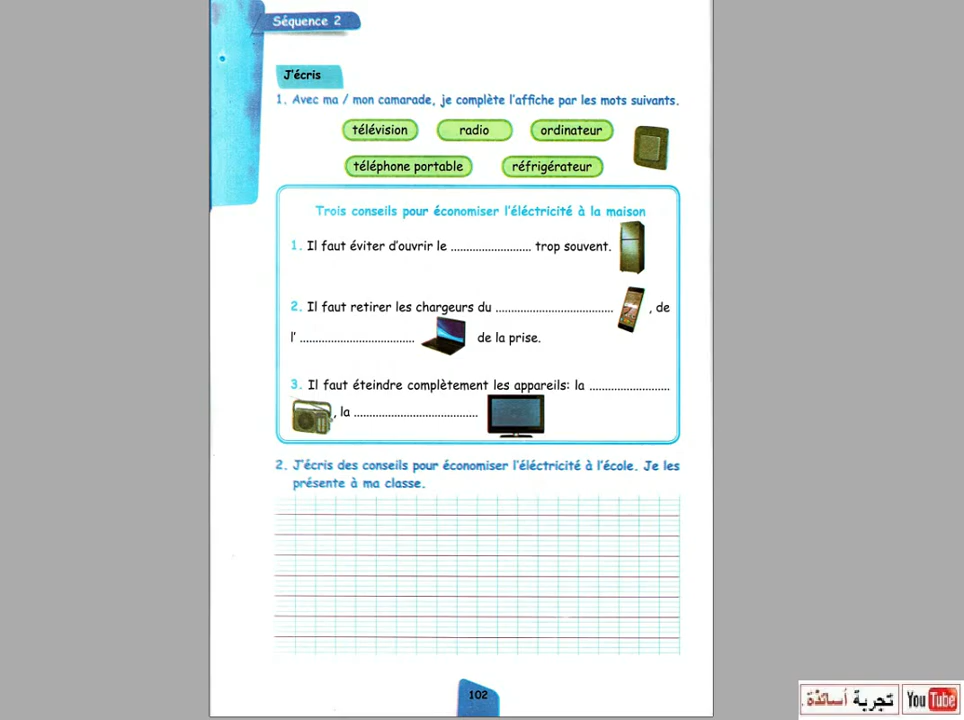 Séquence 2
J'écris
1. Avec ma / mon camarade, je complète l'affiche par les mots suivants.
télévision radio ordinateur
téléphone portable réfrigérateur
Trois conseils pour économiser l'éléctricité à la maison
1. Il faut éviter d'ouvrir le .......................... trop souvent.
2. Il faut retirer les chargeurs du ...................................... , de
l' ..................................... de la prise.
3. Il faut éteindre complètement les appareils: la ..........................
, la ........................................
2. J'écris des conseils pour économiser l'éléctricité à l'école. Je les
présente à ma classe.
102
تجربة أساتذة
YouTube